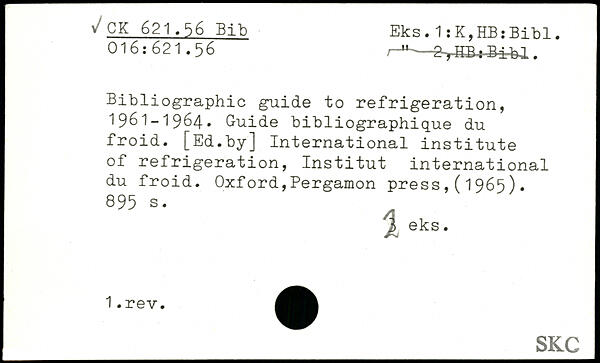 √ CK 621.56 Bib
016:621.56
Eks.1:K,HB:Bibl.
" 2,HB:Bibl.
Bibliographic guide to refrigeration,
1961-1964. Guide bibliographique du
froid. [Ed.by] International institute
of refrigeration, Institut international
du froid. Oxford,Pergamon press,(1965).
895 s.
2 eks.
1.rev.
SKC